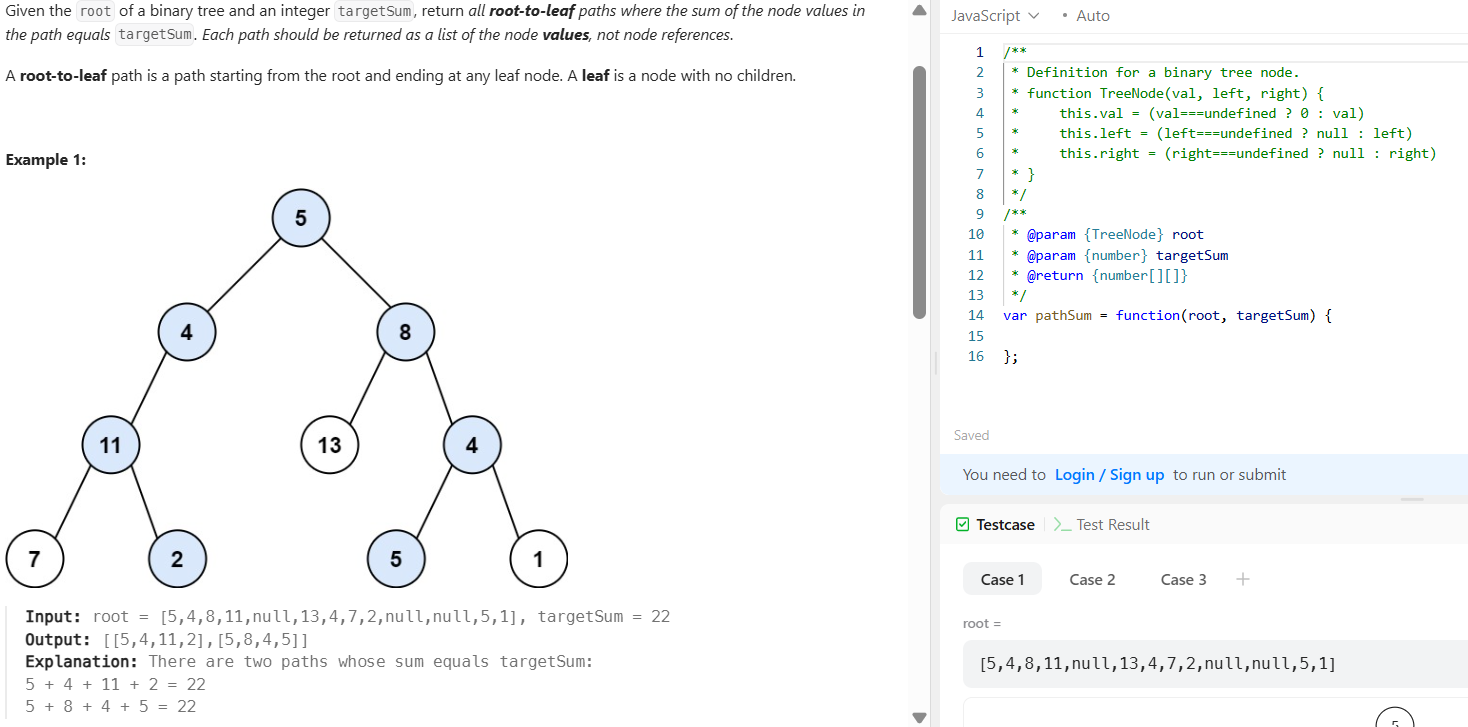 Given the root of a binary tree and an integer targetSum, return all root-to-leaf paths where the sum of the node values in
the path equals targetSum. Each path should be returned as a list of the node values, not node references.
A root-to-leaf path is a path starting from the root and ending at any leaf node. A leaf is a node with no children.
Example 1:
5
4
8
11
13
4
7
2
5
1
Input: root = [5,4,8,11,null,13,4,7,2,null,null,5,1], targetSum = 22
Output: [[5,4,11,2],[5,8,4,5]]
Explanation: There are two paths whose sum equals targetSum:
5 + 4 + 11 + 2 = 22
5 + 8 + 4 + 5 = 22
JavaScript • Auto
1 /**
2  * Definition for a binary tree node.
3  * function TreeNode(val, left, right) {
4  *     this.val = (val===undefined ? 0 : val)
5  *     this.left = (left===undefined ? null : left)
6  *     this.right = (right===undefined ? null : right)
7  * }
8  */
9 /**
10  * @param {TreeNode} root
11  * @param {number} targetSum
12  * @return {number[][]}
13  */
14 var pathSum = function(root, targetSum) {
15
16 };
Saved
You need to Login / Sign up to run or submit
Testcase >_ Test Result
Case 1 Case 2 Case 3 +
root =
[5,4,8,11,null,13,4,7,2,null,null,5,1]
5